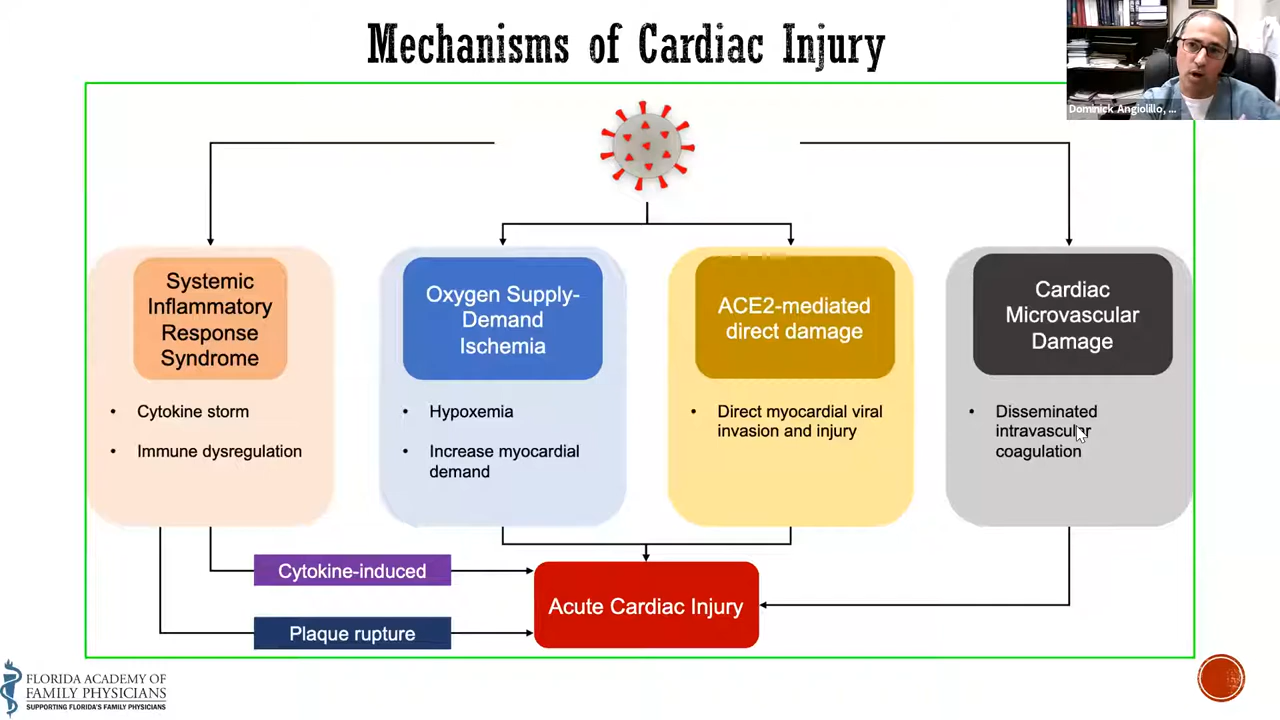 Mechanisms of Cardiac Injury
Dominick Angiolillo, ...
Systemic
Inflammatory
Response
Syndrome
• Cytokine storm
• Immune dysregulation
Oxygen Supply-
Demand
Ischemia
• Hypoxemia
• Increase myocardial
demand
ACE2-mediated
direct damage
• Direct myocardial viral
invasion and injury
Cardiac
Microvascular
Damage
• Disseminated
intravascular
coagulation
Cytokine-induced
Plaque rupture
Acute Cardiac Injury
FLORIDA ACADEMY OF
FAMILY PHYSICIANS
SUPPORTING FLORIDA'S FAMILY PHYSICIANS